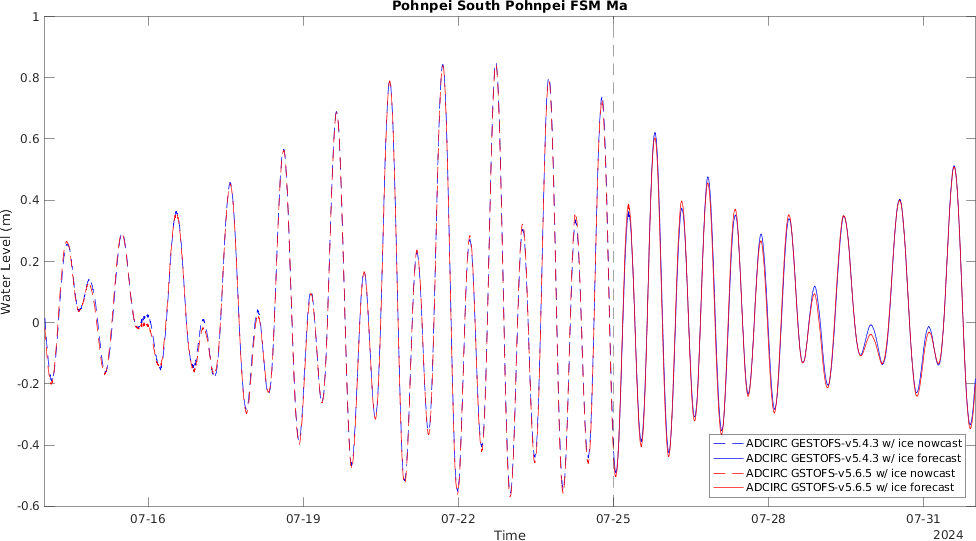 Pohnpei South Pohnpei FSM Ma
1
0.8
0.6
0.4
0.2
0
-0.2
-0.4
-0.6
Water Level (m)
07-16
07-19
07-22
07-25
07-28
07-31
2024
Time
ADCIRC GESTOFS-v5.4.3 w/ ice nowcast
ADCIRC GESTOFS-v5.4.3 w/ ice forecast
ADCIRC GSTOFS-v5.6.5 w/ ice nowcast
ADCIRC GSTOFS-v5.6.5 w/ ice forecast